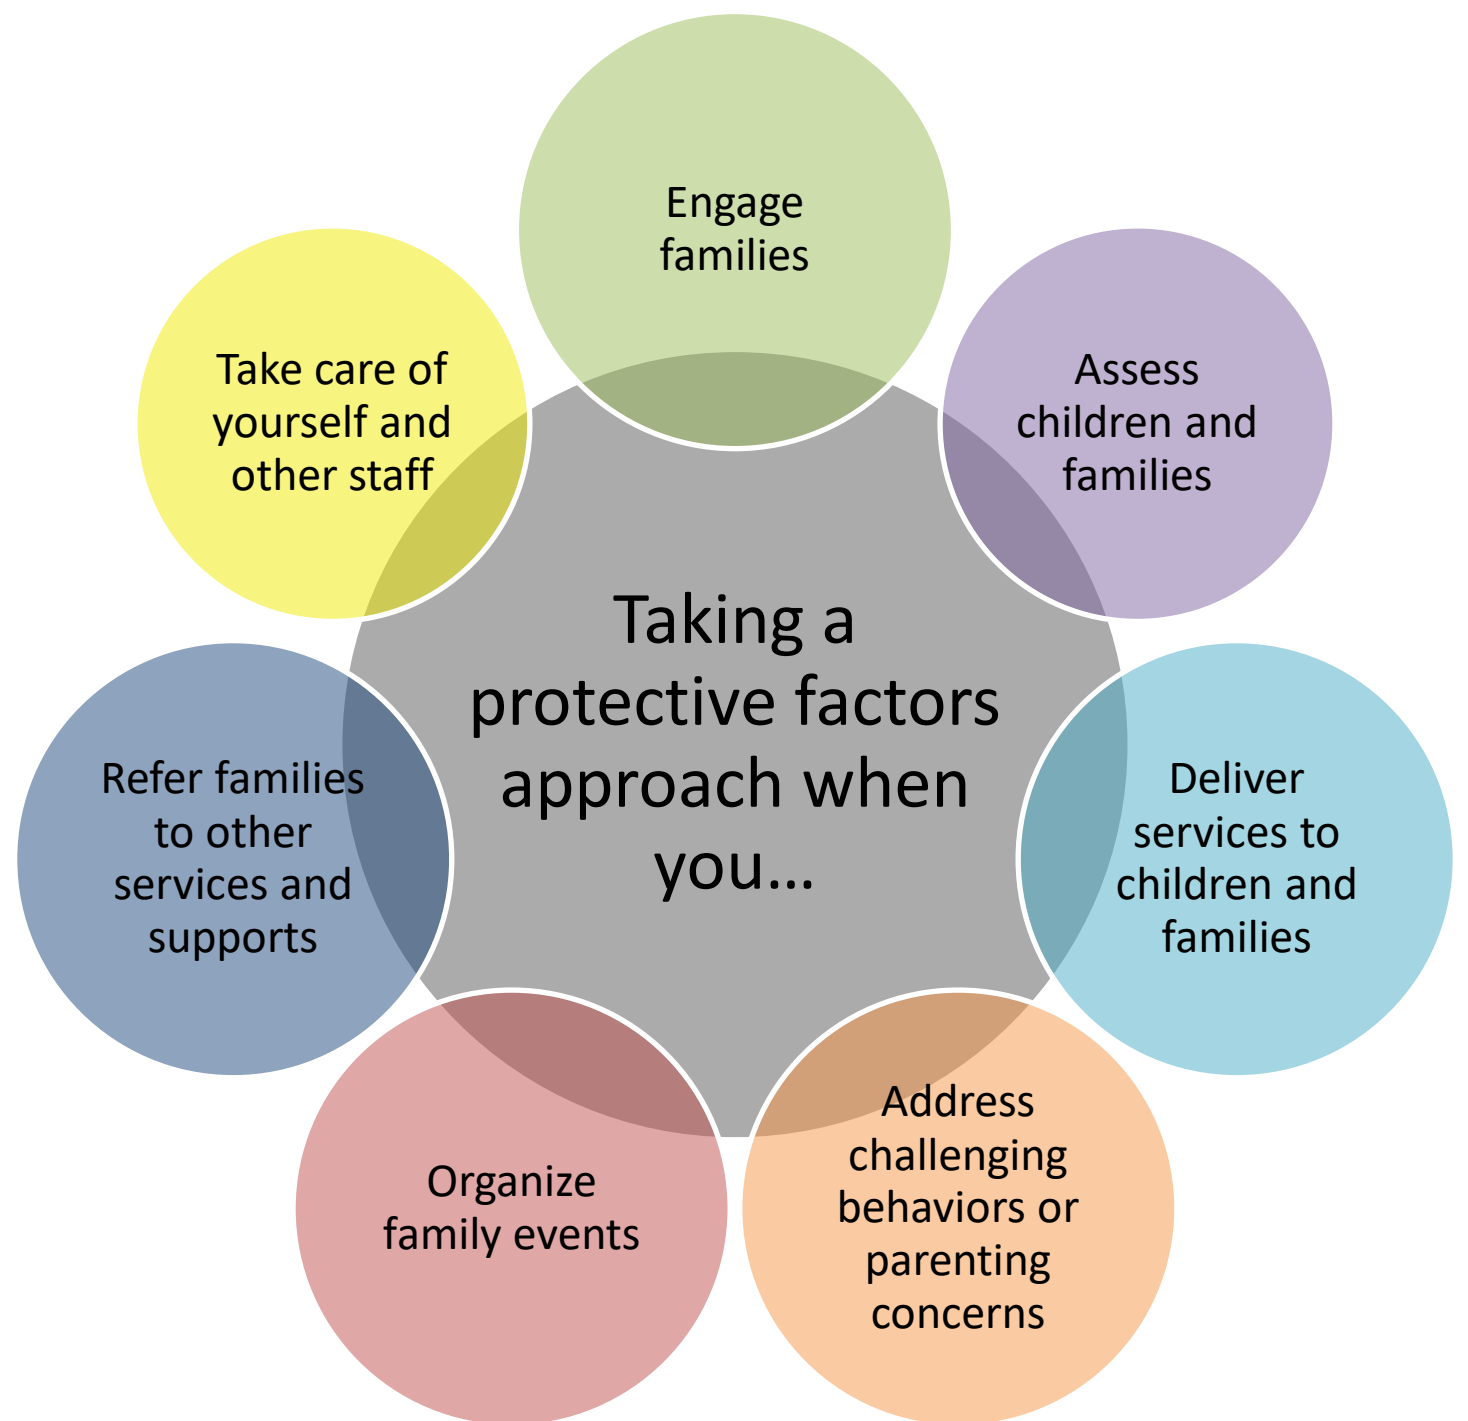 Engage
families
Assess
children and
families
Deliver
services to
children and
families
Address
challenging
behaviors or
parenting
concerns
Organize
family events
Refer families
to other
services and
supports
Take care of
yourself and
other staff
Taking a
protective factors
approach when
you...